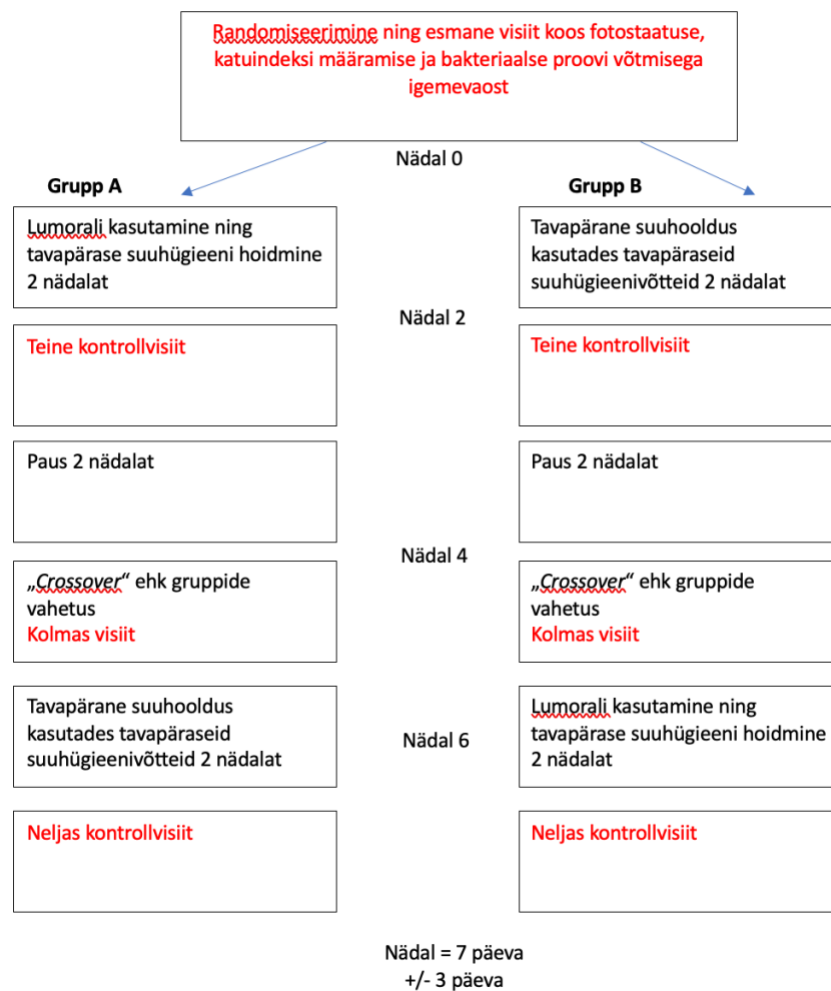 Randomiseerimine ning esmane visiit koos fotostaatuse,
katuindeksi määramise ja bakteriaalse proovi võtmisega
igemevaost
Nädal 0
Grupp A
Grupp B
Lumorali kasutamine ning
tavapärase suuhügieeni hoidmine
2 nädalat
Tavapärane suuhooldus
kasutades tavapäraseid
suuhügieenivõtteid 2 nädalat
Nädal 2
Teine kontrollvisiit
Teine kontrollvisiit
Paus 2 nädalat
Paus 2 nädalat
Nädal 4
„Crossover“ ehk gruppide
vahetus
Kolmas visiit
„Crossover“ ehk gruppide
vahetus
Kolmas visiit
Tavapärane suuhooldus
kasutades tavapäraseid
suuhügieenivõtteid 2 nädalat
Nädal 6
Lumorali kasutamine ning
tavapärase suuhügieeni hoidmine
2 nädalat
Neljas kontrollvisiit
Neljas kontrollvisiit
Nädal = 7 päeva
+/- 3 päeva